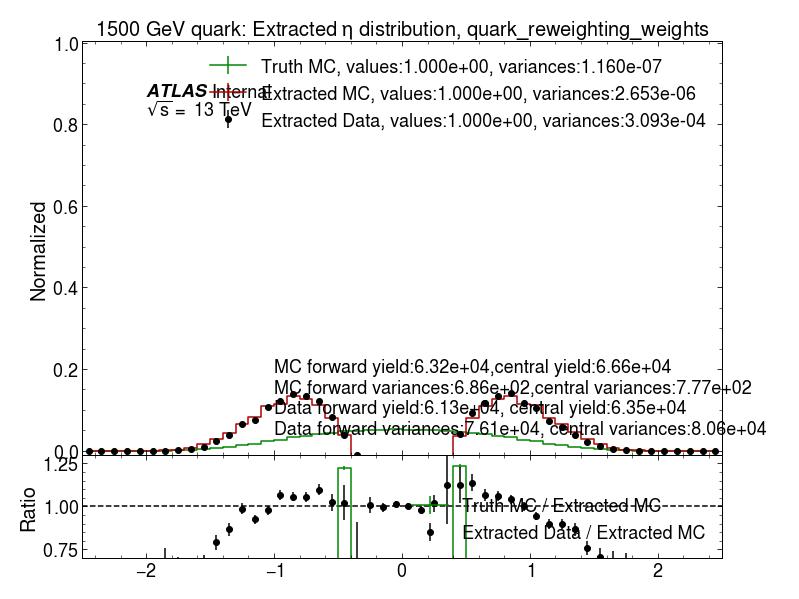 1500 GeV quark: Extracted η distribution, quark_reweighting_weights
Truth MC, values:1.000e+00, variances:1.160e-07
ATLAS Internal
Extracted MC, values:1.000e+00, variances:2.653e-06
√s = 13 TeV
Extracted Data, values:1.000e+00, variances:3.093e-04
Normalized
1.0
0.8
0.6
0.4
0.2
0.0
MC forward yield:6.32e+04,central yield:6.66e+04
MC forward variances:6.86e+02,central variances:7.77e+02
Data forward yield:6.13e+04, central yield:6.35e+04
Data forward variances:7.61e+04, central variances:8.06e+04
Ratio
1.25
1.00
0.75
Truth MC / Extracted MC
Extracted Data / Extracted MC
−2
−1
0
1
2